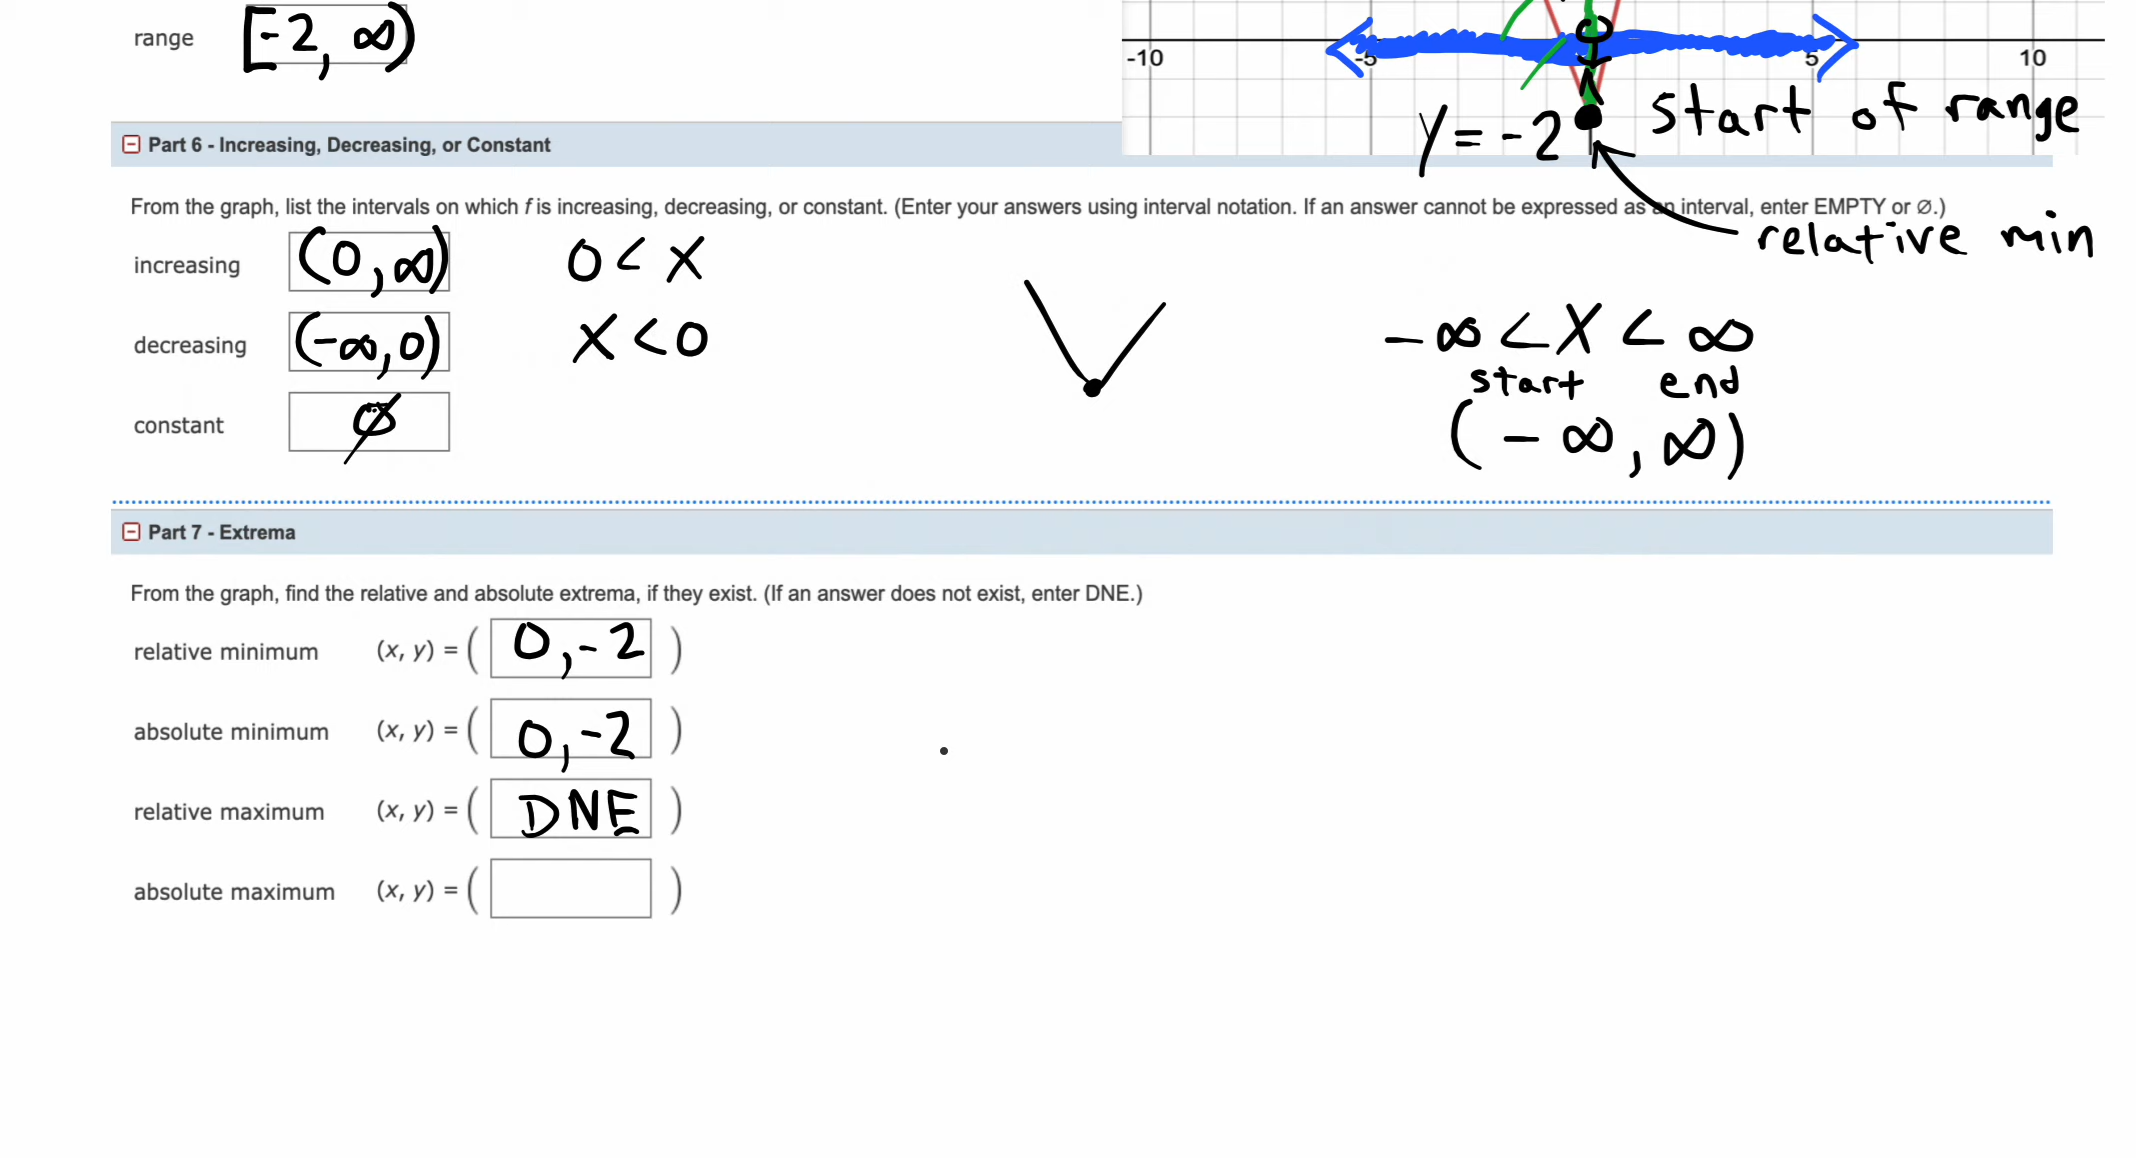 range [-2, ∞)
-10 -5 5 10
y = -2 start of range
Part 6 - Increasing, Decreasing, or Constant
From the graph, list the intervals on which f is increasing, decreasing, or constant. (Enter your answers using interval notation. If an answer cannot be expressed as an interval, enter EMPTY or ∅.)
relative min
increasing (0, ∞) 0 < x
decreasing (-∞, 0) x < 0
-∞ < x < ∞
start end
constant ∅
(-∞, ∞)
Part 7 - Extrema
From the graph, find the relative and absolute extrema, if they exist. (If an answer does not exist, enter DNE.)
relative minimum (x, y) = ( 0, -2 )
absolute minimum (x, y) = ( 0, -2 )
relative maximum (x, y) = ( DNE )
absolute maximum (x, y) = ( )